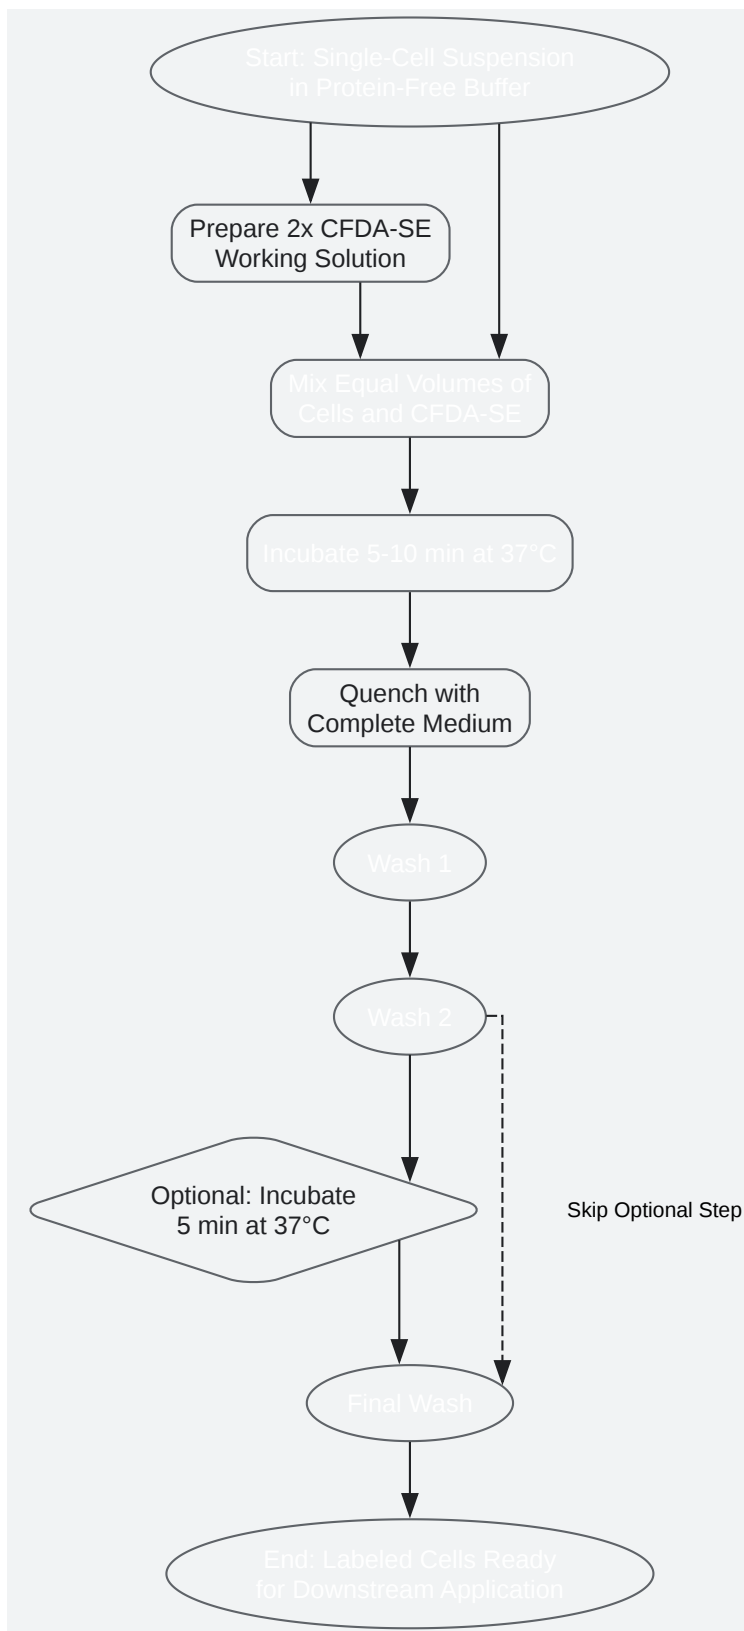 Start: Single-Cell Suspension
in Protein-Free Buffer
Prepare 2x CFDA-SE
Working Solution
Mix Equal Volumes of
Cells and CFDA-SE
Incubate 5-10 min at 37°C
Quench with
Complete Medium
Wash 1
Wash 2
Optional: Incubate
5 min at 37°C
Skip Optional Step
Final Wash
End: Labeled Cells Ready
for Downstream Application